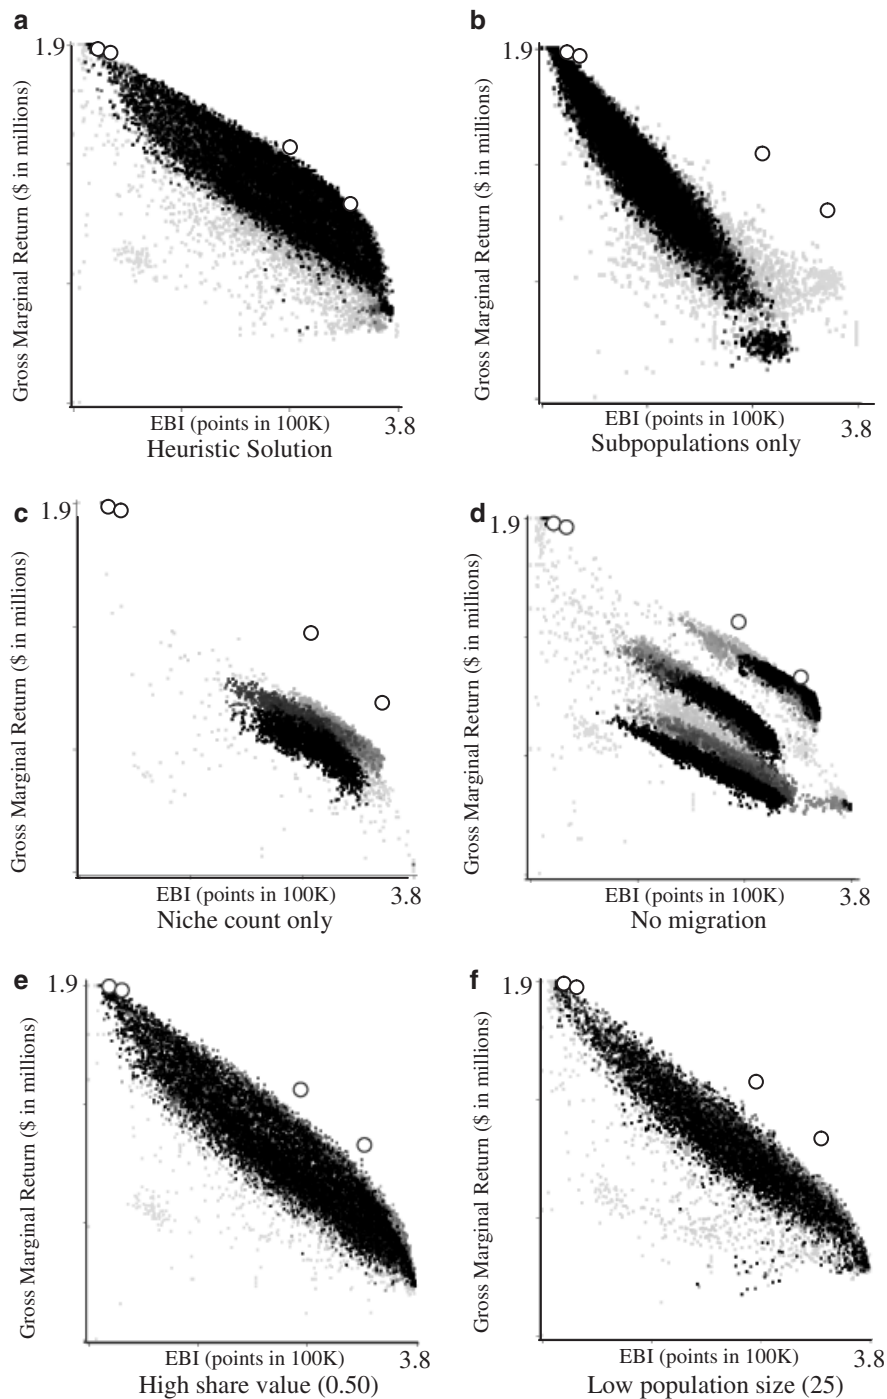 a
1.9
Gross Marginal Return ($ in millions)
EBI (points in 100K)
3.8
Heuristic Solution
b
1.9
Gross Marginal Return ($ in millions)
EBI (points in 100K)
3.8
Subpopulations only
c
1.9
Gross Marginal Return ($ in millions)
EBI (points in 100K)
3.8
Niche count only
d
1.9
Gross Marginal Return ($ in millions)
EBI (points in 100K)
3.8
No migration
e
1.9
Gross Marginal Return ($ in millions)
EBI (points in 100K)
3.8
High share value (0.50)
f
1.9
Gross Marginal Return ($ in millions)
EBI (points in 100K)
3.8
Low population size (25)